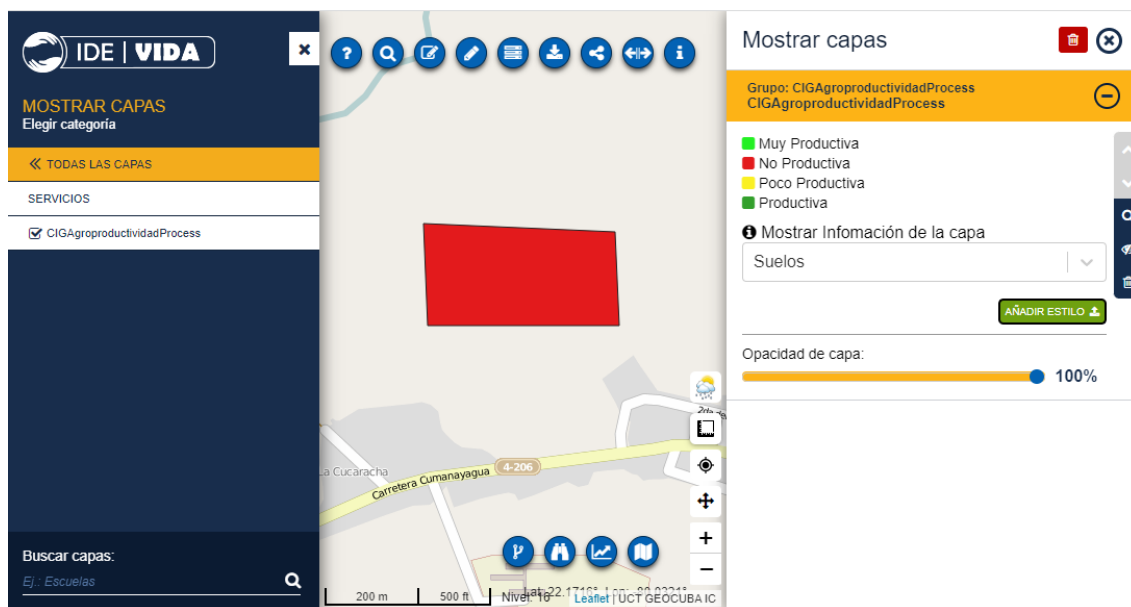 IDE | VIDA
MOSTRAR CAPAS
Elegir categoría
TODAS LAS CAPAS
SERVICIOS
CIGAgroproductividadProcess
Buscar capas:
Ej.: Escuelas
La Cucaracha
Carretera Cumanayagua
4-206
200 m
500 ft
Nivel: 16
Leaflet | UCT GEOCUBA IC
Mostrar capas
Grupo: CIGAgroproductividadProcess
CIGAgroproductividadProcess
Muy Productiva
No Productiva
Poco Productiva
Productiva
Mostrar Infomación de la capa
Suelos
AÑADIR ESTILO
Opacidad de capa:
100%